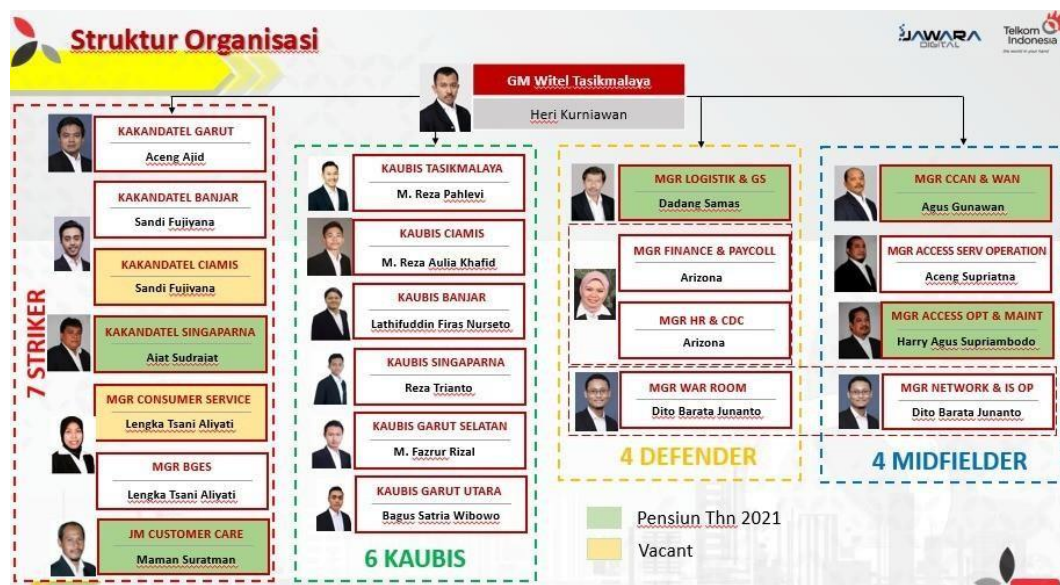 Struktur Organisasi
JAWARA
DIGITAL
Telkom
Indonesia
the world in your hand
GM Witel Tasikmalaya
Heri Kurniawan
7 STRIKER
KAKANDATEL GARUT
Aceng Ajid
KAKANDATEL BANJAR
Sandi Fujiyana
KAKANDATEL CIAMIS
Sandi Fujiyana
KAKANDATEL SINGAPARNA
Ajat Sudrajat
MGR CONSUMER SERVICE
Lengka Tsani Aliyati
MGR BGES
Lengka Tsani Aliyati
JM CUSTOMER CARE
Maman Suratman
KAUBIS TASIKMALAYA
M. Reza Pahlevi
KAUBIS CIAMIS
M. Reza Aulia Khafid
KAUBIS BANJAR
Lathifuddin Firas Nurseto
KAUBIS SINGAPARNA
Reza Trianto
KAUBIS GARUT SELATAN
M. Fazrur Rizal
KAUBIS GARUT UTARA
Bagus Satria Wibowo
6 KAUBIS
MGR LOGISTIK & GS
Dadang Samas
MGR FINANCE & PAYCOLL
Arizona
MGR HR & CDC
Arizona
MGR WAR ROOM
Dito Barata Junanto
4 DEFENDER
MGR CCAN & WAN
Agus Gunawan
MGR ACCESS SERV OPERATION
Aceng Supriatna
MGR ACCESS OPT & MAINT
Harry Agus Supriambodo
MGR NETWORK & IS OP
Dito Barata Junanto
4 MIDFIELDER
Pensiun Thn 2021
Vacant